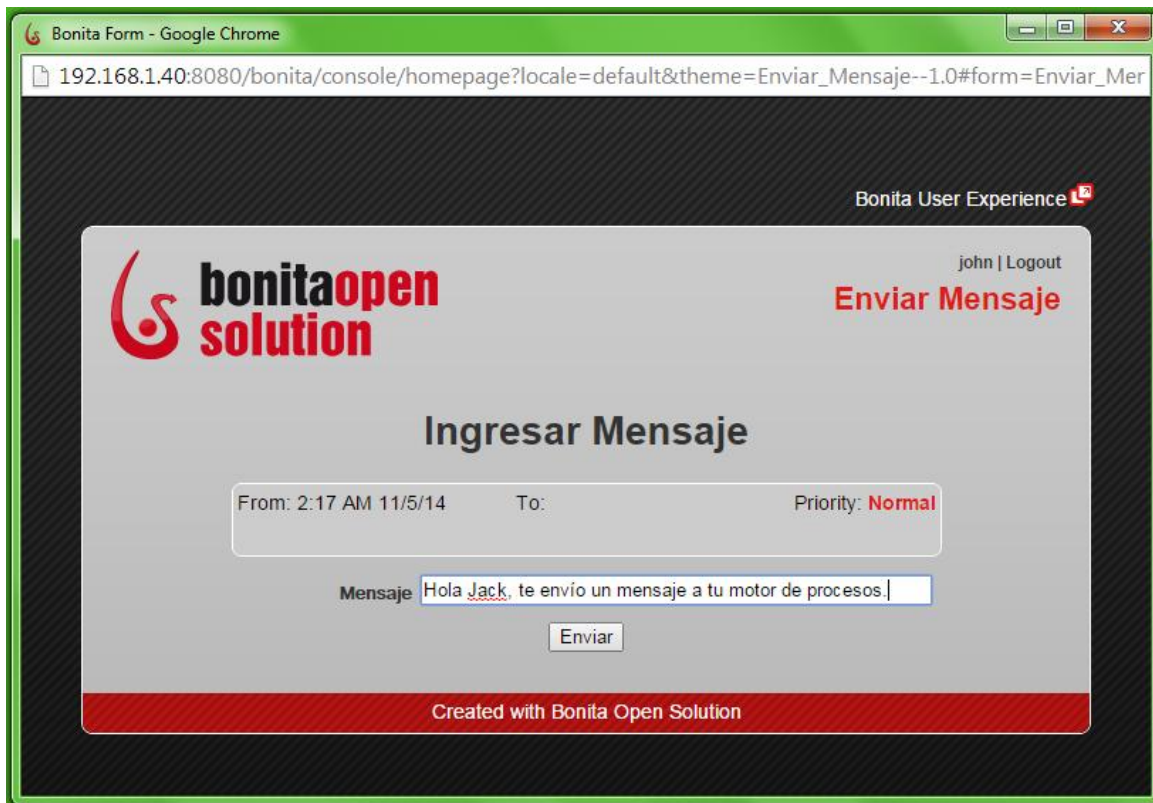 Bonita Form - Google Chrome
192.168.1.40:8080/bonita/console/homepage?locale=default&theme=Enviar_Mensaje--1.0#form=Enviar_Mer
Bonita User Experience
bonitaopen
solution
john | Logout
Enviar Mensaje
Ingresar Mensaje
From: 2:17 AM 11/5/14 To: Priority: Normal
Mensaje Hola Jack, te envío un mensaje a tu motor de procesos.
Enviar
Created with Bonita Open Solution